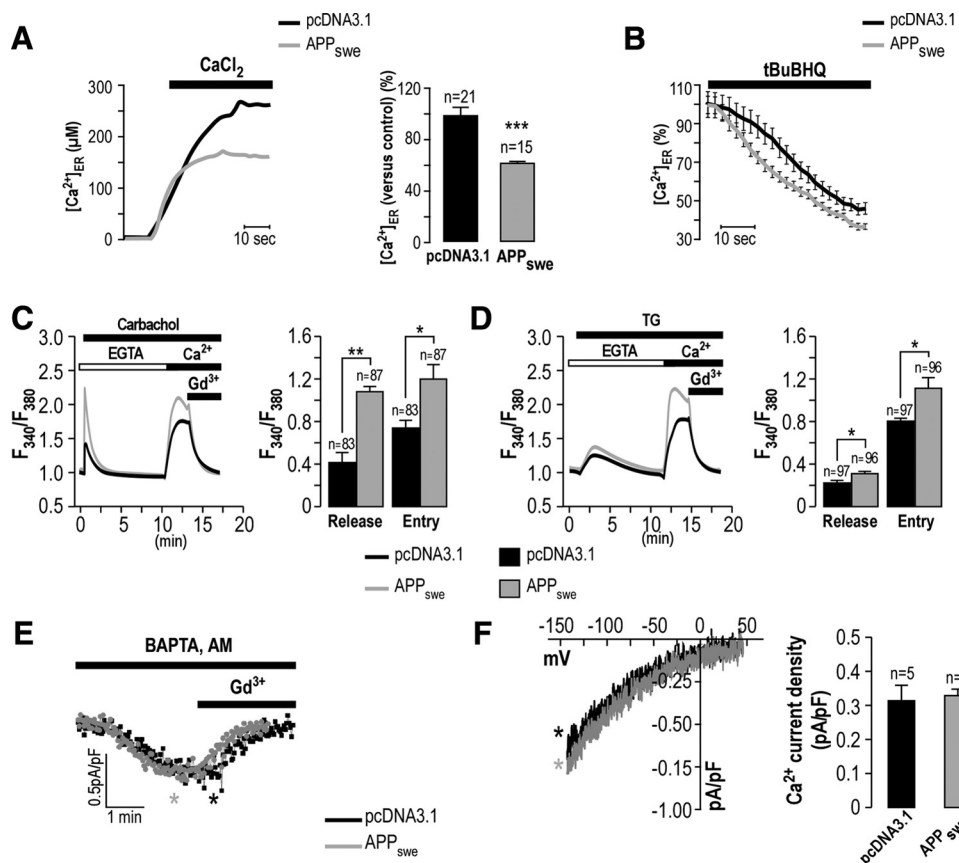 A
pcDNA3.1
APPswe
CaCl2
[Ca2+]ER (µM)
300
200
100
0
10 sec
[Ca2+]ER (versus control) (%)
120
80
40
0
n=21
***
n=15
pcDNA3.1
APPswe
B
pcDNA3.1
APPswe
tBuBHQ
[Ca2+]ER (%)
110
90
70
50
30
10 sec
C
Carbachol
EGTA
Ca2+
Gd3+
F340/F380
3.0
2.5
2.0
1.5
1.0
0.5
0
5
10
15
20
(min)
F340/F380
1.6
1.2
0.8
0.4
0
n=83
**
n=87
n=83
*
n=87
Release
Entry
D
TG
EGTA
Ca2+
Gd3+
F340/F380
3.0
2.5
2.0
1.5
1.0
0.5
0
5
10
15
20
(min)
F340/F380
1.6
1.2
0.8
0.4
0
n=97
*
n=96
n=97
*
n=96
Release
Entry
pcDNA3.1
APPswe
pcDNA3.1
APPswe
E
BAPTA, AM
Gd3+
0.5pA/pF
1 min
*
*
pcDNA3.1
APPswe
F
-150
-100
-50
0
50
mV
-0.25
-0.50
-0.15
-1.00
pA/pF
*
*
Ca2+ current density
(pA/pF)
0.5
0.4
0.3
0.2
0.1
0
n=5
n=
pcDNA3.1
APPswe